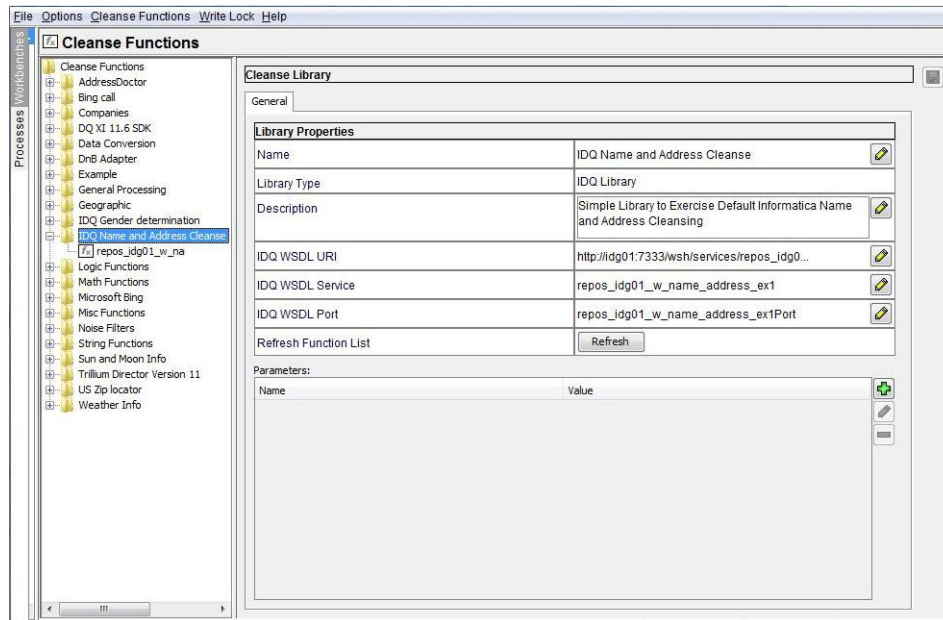 File Options Cleanse Functions Write Lock Help
Processes Workbenches
Cleanse Functions
Cleanse Functions
AddressDoctor
Bing call
Companies
DQ XI 11.6 SDK
Data Conversion
DnB Adapter
Example
General Processing
Geographic
IDQ Gender determination
IDQ Name and Address Cleanse
repos_idg01_w_na
Logic Functions
Math Functions
Microsoft Bing
Misc Functions
Noise Filters
String Functions
Sun and Moon Info
Trillium Director Version 11
US Zip locator
Weather Info
Cleanse Library
General
Library Properties
Name IDQ Name and Address Cleanse
Library Type IDQ Library
Description Simple Library to Exercise Default Informatica Name
and Address Cleansing
IDQ WSDL URI http://idg01:7333/wsh/services/repos_idg0...
IDQ WSDL Service repos_idg01_w_name_address_ex1
IDQ WSDL Port repos_idg01_w_name_address_ex1Port
Refresh Function List Refresh
Parameters:
Name Value